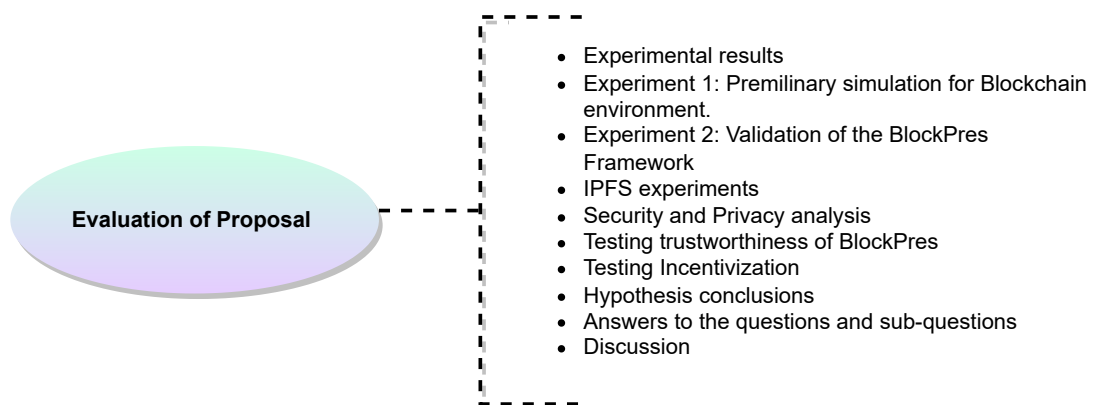 Evaluation of Proposal
• Experimental results
• Experiment 1: Premilinary simulation for Blockchain
environment.
• Experiment 2: Validation of the BlockPres
Framework
• IPFS experiments
• Security and Privacy analysis
• Testing trustworthiness of BlockPres
• Testing Incentivization
• Hypothesis conclusions
• Answers to the questions and sub-questions
• Discussion